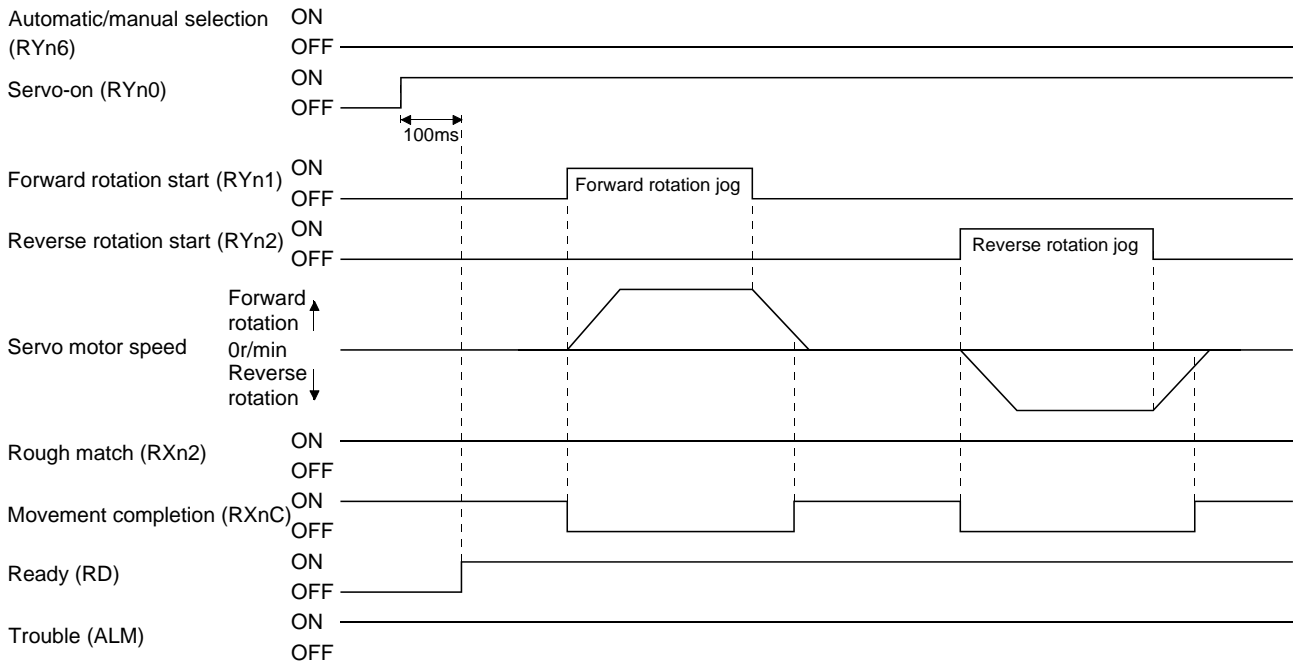 Automatic/manual selection (RYn6)
ON
OFF
Servo-on (RYn0)
ON
OFF
100ms
Forward rotation start (RYn1)
ON
OFF
Forward rotation jog
Reverse rotation start (RYn2)
ON
OFF
Reverse rotation jog
Servo motor speed
Forward
rotation
0r/min
Reverse
rotation
Rough match (RXn2)
ON
OFF
Movement completion (RXnC)
ON
OFF
Ready (RD)
ON
OFF
Trouble (ALM)
ON
OFF